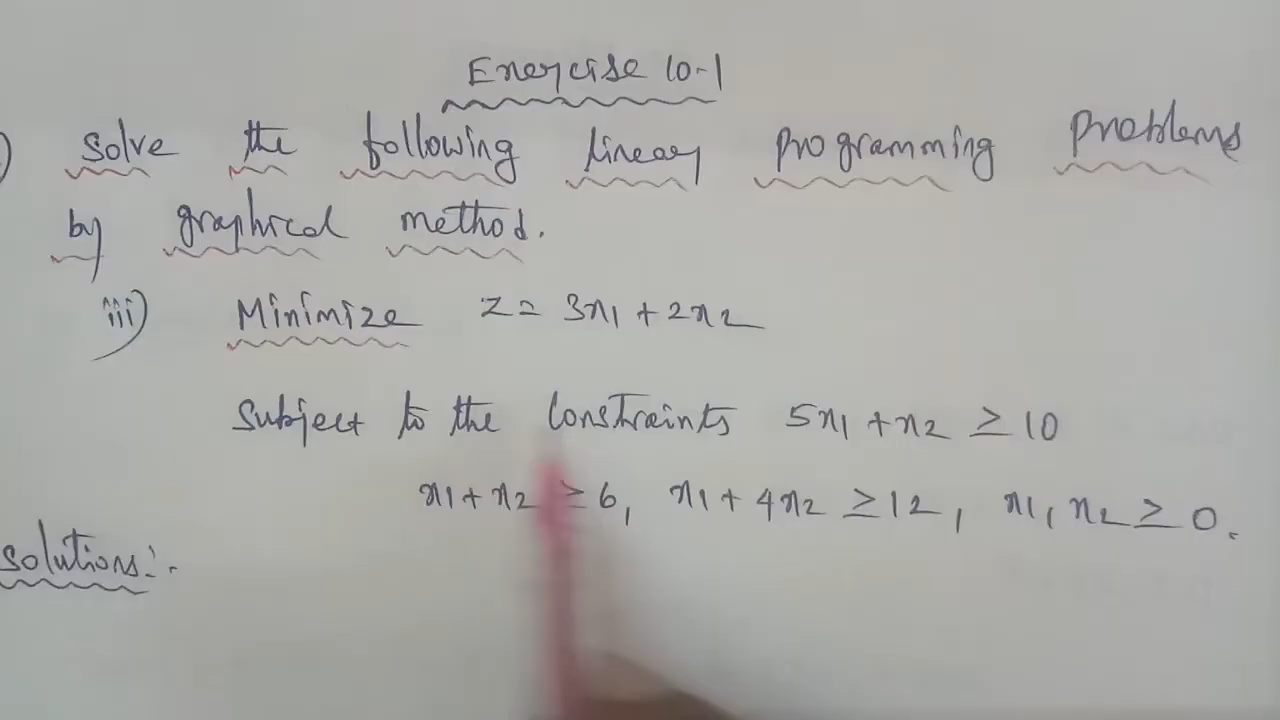 Exercise 10-1
) Solve the following linear programming problems
by graphical method.
iii) Minimize z = 3x1 + 2x2
Subject to the constraints 5x1 + x2 ≥ 10
x1 + x2 ≥ 6, x1 + 4x2 ≥ 12, x1, x2 ≥ 0.
Solutions:-